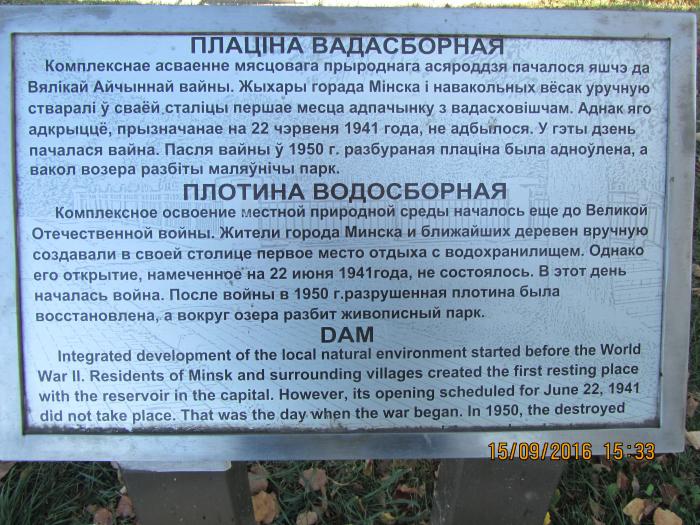 ПЛАЦІНА ВАДАСБОРНАЯ
Комплекснае асваенне мясцовага прыроднага асяроддзя пачалося яшчэ да
Вялікай Айчыннай вайны. Жыхары горада Мінска і навакольных вёсак уручную
стваралі ў сваёй сталіцы першае месца адпачынку з вадасховішчам. Аднак яго
адкрыццё, прызначанае на 22 чэрвеня 1941 года, не адбылося. У гэты дзень
пачалася вайна. Пасля вайны ў 1950 г. разбураная плаціна была адноўлена, а
вакол возера разбіты маляўнічы парк.
ПЛОТИНА ВОДОСБОРНАЯ
Комплексное освоение местной природной среды началось еще до Великой
Отечественной войны. Жители города Минска и ближайших деревен вручную
создавали в своей столице первое место отдыха с водохранилищем. Однако
его открытие, намеченное на 22 июня 1941года, не состоялось. В этот день
началась война. После войны в 1950 г.разрушенная плотина была
восстановлена, а вокруг озера разбит живописный парк.
DAM
Integrated development of the local natural environment started before the World
War II. Residents of Minsk and surrounding villages created the first resting place
with the reservoir in the capital. However, its opening scheduled for June 22, 1941
did not take place. That was the day when the war began. In 1950, the destroyed
15/09/2016 15:33